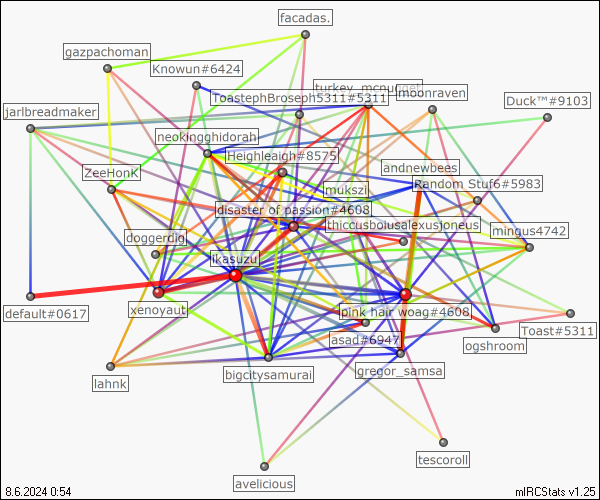 facadas.
gazpachoman
Knowun#6424
turkey_mcnugget
moonraven
ToastephBroseph5311#5311
Duck™#9103
jarlbreadmaker
neokingghidorah
Heighleaigh#8575
andnewbees
ZeeHonK
mukszi
Random_Stuf6#5983
disaster of passion#4608
thiccusboiusalexusjoneus
mingus4742
doggerdig
ikasuzu
default#0617
xenoyaut
pink hair woag#4608
Toast#5311
asad#6947
ogshroom
lahnk
bigcitysamurai
gregor_samsa
tescoroll
avelicious
8.6.2024 0:54
mIRCStats v1.25